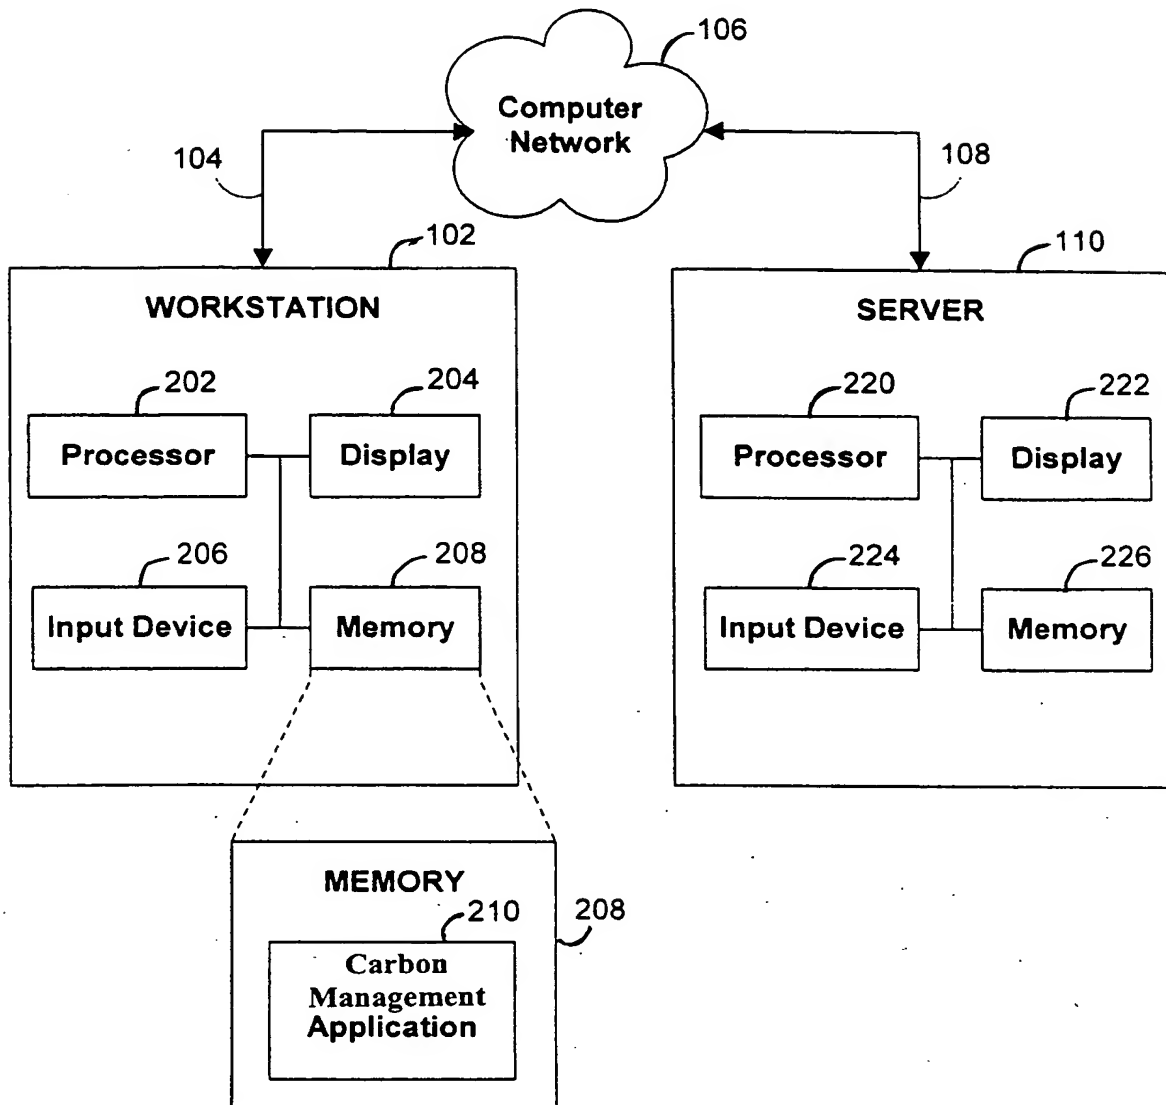 106
Computer
Network
104
108
102
110
WORKSTATION
SERVER
202
204
220
222
Processor
Display
Processor
Display
206
208
224
226
Input Device
Memory
Input Device
Memory
MEMORY
210
208
Carbon
Management
Application